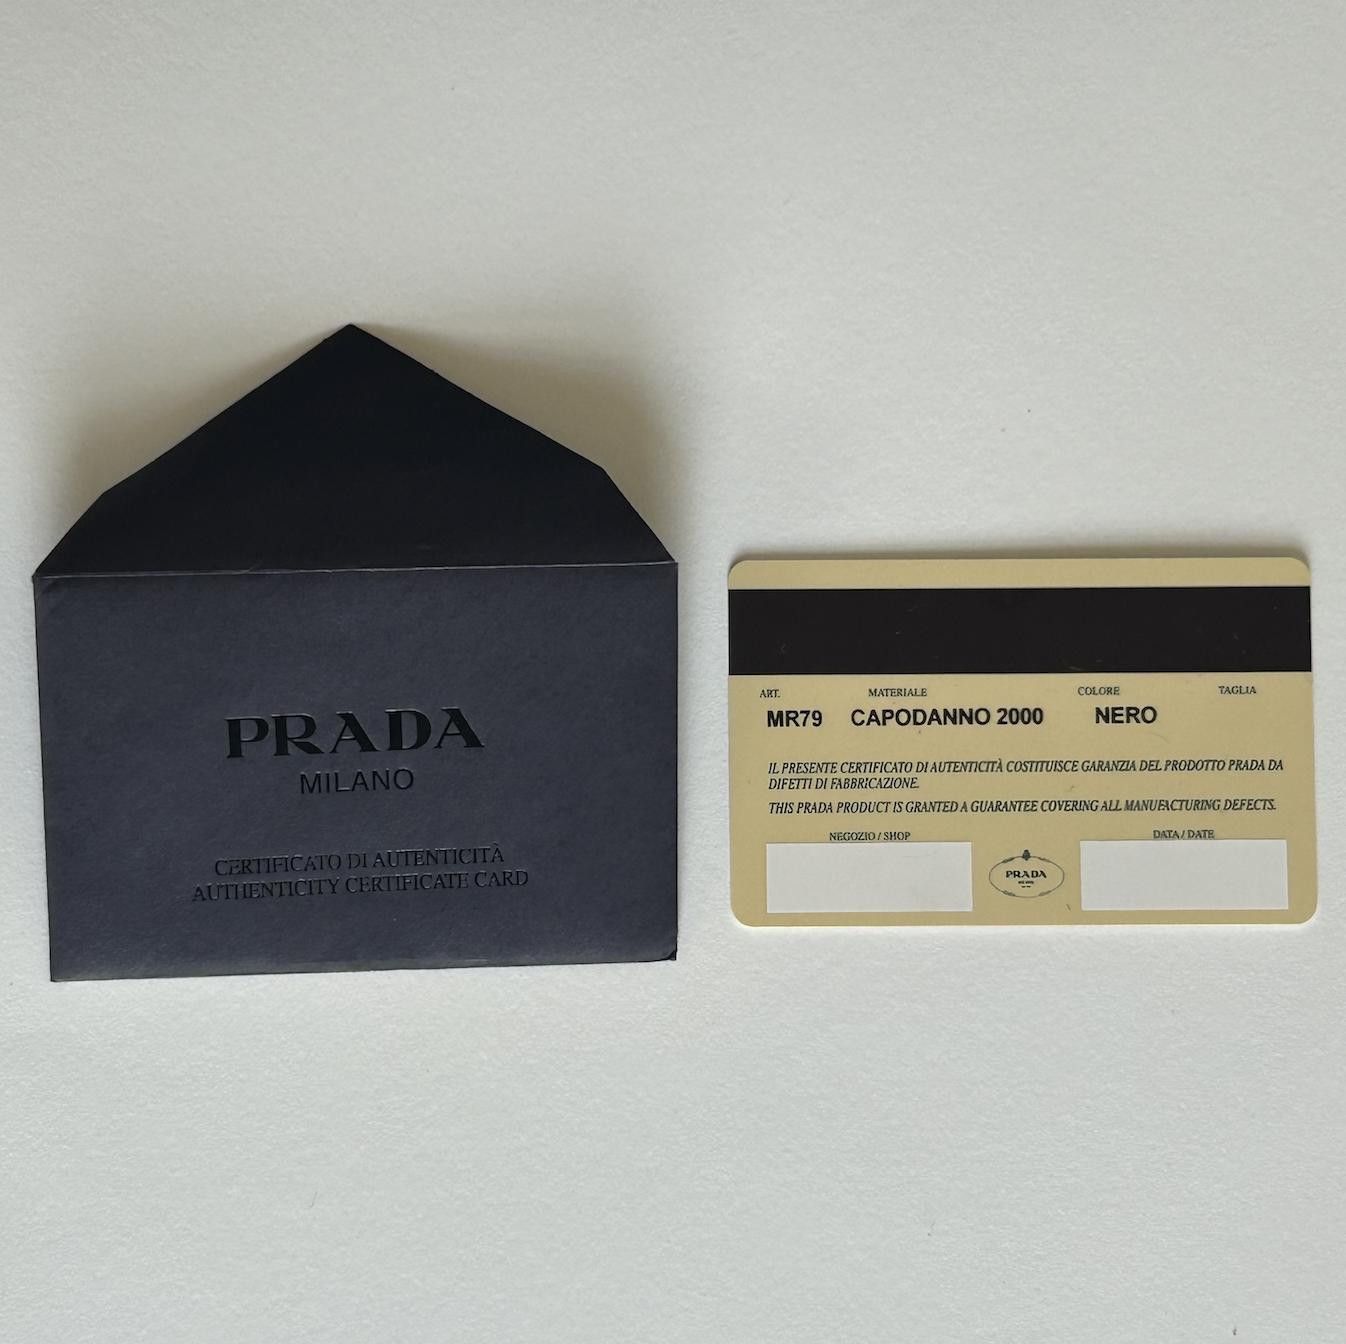 PRADA
MILANO
CERTIFICATO DI AUTENTICITÀ
AUTHENTICITY CERTIFICATE CARD
ART. MATERIALE COLORE TAGLIA
MR79 CAPODANNO 2000 NERO
IL PRESENTE CERTIFICATO DI AUTENTICITÀ COSTITUISCE GARANZIA DEL PRODOTTO PRADA DA
DIFETTI DI FABBRICAZIONE.
THIS PRADA PRODUCT IS GRANTED A GUARANTEE COVERING ALL MANUFACTURING DEFECTS.
NEGOZIO / SHOP DATA / DATE
PRADA